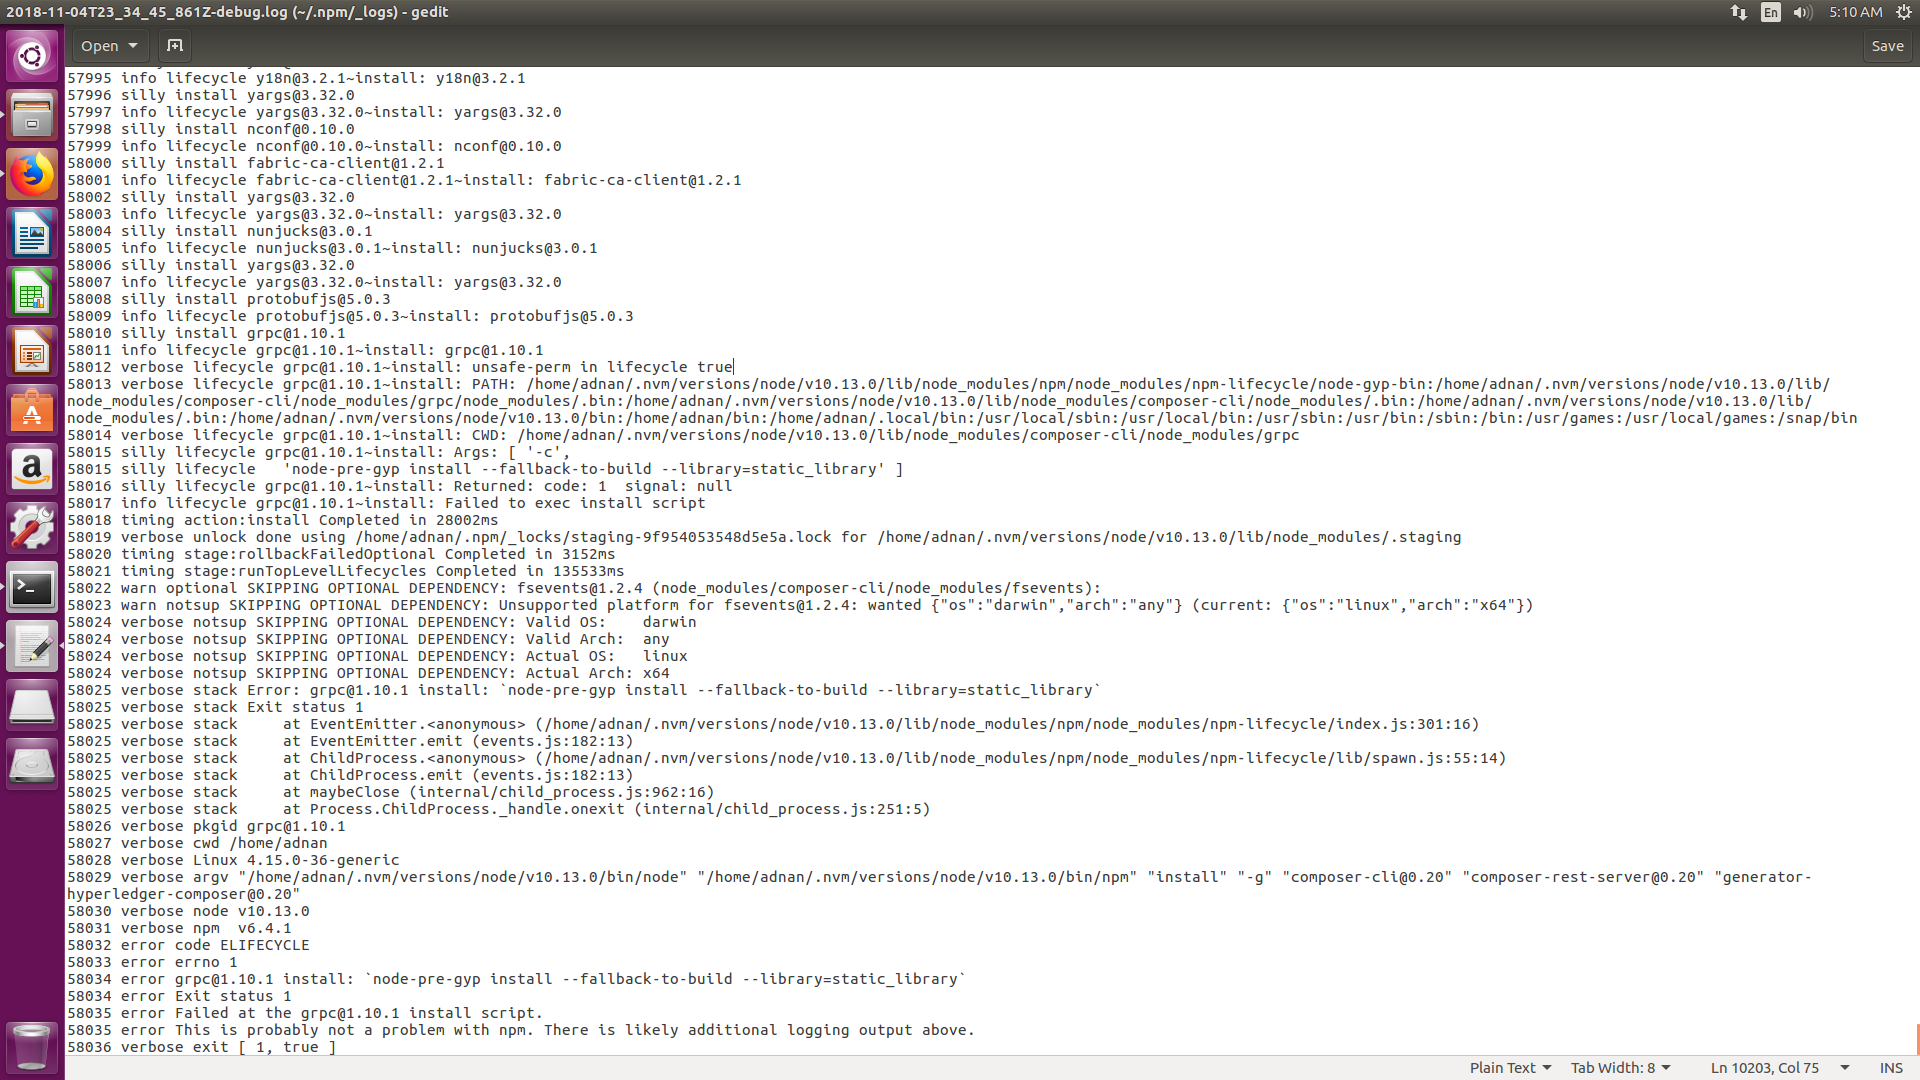 2018-11-04T23_34_45_861Z-debug.log (~/.npm/_logs) - gedit
En
5:10 AM
Open
Save
57995 info lifecycle y18n@3.2.1~install: y18n@3.2.1
57996 silly install yargs@3.32.0
57997 info lifecycle yargs@3.32.0~install: yargs@3.32.0
57998 silly install nconf@0.10.0
57999 info lifecycle nconf@0.10.0~install: nconf@0.10.0
58000 silly install fabric-ca-client@1.2.1
58001 info lifecycle fabric-ca-client@1.2.1~install: fabric-ca-client@1.2.1
58002 silly install yargs@3.32.0
58003 info lifecycle yargs@3.32.0~install: yargs@3.32.0
58004 silly install nunjucks@3.0.1
58005 info lifecycle nunjucks@3.0.1~install: nunjucks@3.0.1
58006 silly install yargs@3.32.0
58007 info lifecycle yargs@3.32.0~install: yargs@3.32.0
58008 silly install protobufjs@5.0.3
58009 info lifecycle protobufjs@5.0.3~install: protobufjs@5.0.3
58010 silly install grpc@1.10.1
58011 info lifecycle grpc@1.10.1~install: grpc@1.10.1
58012 verbose lifecycle grpc@1.10.1~install: unsafe-perm in lifecycle true
58013 verbose lifecycle grpc@1.10.1~install: PATH: /home/adnan/.nvm/versions/node/v10.13.0/lib/node_modules/npm/node_modules/npm-lifecycle/node-gyp-bin:/home/adnan/.nvm/versions/node/v10.13.0/lib/
node_modules/composer-cli/node_modules/grpc/node_modules/.bin:/home/adnan/.nvm/versions/node/v10.13.0/lib/node_modules/composer-cli/node_modules/.bin:/home/adnan/.nvm/versions/node/v10.13.0/lib/
node_modules/.bin:/home/adnan/.nvm/versions/node/v10.13.0/bin:/home/adnan/bin:/home/adnan/.local/bin:/usr/local/sbin:/usr/local/bin:/usr/sbin:/usr/bin:/sbin:/bin:/usr/games:/usr/local/games:/snap/bin
58014 verbose lifecycle grpc@1.10.1~install: CWD: /home/adnan/.nvm/versions/node/v10.13.0/lib/node_modules/composer-cli/node_modules/grpc
58015 silly lifecycle grpc@1.10.1~install: Args: [ '-c',
58015 silly lifecycle   'node-pre-gyp install --fallback-to-build --library=static_library' ]
58016 silly lifecycle grpc@1.10.1~install: Returned: code: 1  signal: null
58017 info lifecycle grpc@1.10.1~install: Failed to exec install script
58018 timing action:install Completed in 28002ms
58019 verbose unlock done using /home/adnan/.npm/_locks/staging-9f954053548d5e5a.lock for /home/adnan/.nvm/versions/node/v10.13.0/lib/node_modules/.staging
58020 timing stage:rollbackFailedOptional Completed in 3152ms
58021 timing stage:runTopLevelLifecycles Completed in 135533ms
58022 warn optional SKIPPING OPTIONAL DEPENDENCY: fsevents@1.2.4 (node_modules/composer-cli/node_modules/fsevents):
58023 warn notsup SKIPPING OPTIONAL DEPENDENCY: Unsupported platform for fsevents@1.2.4: wanted {"os":"darwin","arch":"any"} (current: {"os":"linux","arch":"x64"})
58024 verbose notsup SKIPPING OPTIONAL DEPENDENCY: Valid OS:    darwin
58024 verbose notsup SKIPPING OPTIONAL DEPENDENCY: Valid Arch:  any
58024 verbose notsup SKIPPING OPTIONAL DEPENDENCY: Actual OS:   linux
58024 verbose notsup SKIPPING OPTIONAL DEPENDENCY: Actual Arch: x64
58025 verbose stack Error: grpc@1.10.1 install: `node-pre-gyp install --fallback-to-build --library=static_library`
58025 verbose stack Exit status 1
58025 verbose stack     at EventEmitter.<anonymous> (/home/adnan/.nvm/versions/node/v10.13.0/lib/node_modules/npm/node_modules/npm-lifecycle/index.js:301:16)
58025 verbose stack     at EventEmitter.emit (events.js:182:13)
58025 verbose stack     at ChildProcess.<anonymous> (/home/adnan/.nvm/versions/node/v10.13.0/lib/node_modules/npm/node_modules/npm-lifecycle/lib/spawn.js:55:14)
58025 verbose stack     at ChildProcess.emit (events.js:182:13)
58025 verbose stack     at maybeClose (internal/child_process.js:962:16)
58025 verbose stack     at Process.ChildProcess._handle.onexit (internal/child_process.js:251:5)
58026 verbose pkgid grpc@1.10.1
58027 verbose cwd /home/adnan
58028 verbose Linux 4.15.0-36-generic
58029 verbose argv "/home/adnan/.nvm/versions/node/v10.13.0/bin/node" "/home/adnan/.nvm/versions/node/v10.13.0/bin/npm" "install" "-g" "composer-cli@0.20" "composer-rest-server@0.20" "generator-
hyperledger-composer@0.20"
58030 verbose node v10.13.0
58031 verbose npm  v6.4.1
58032 error code ELIFECYCLE
58033 error errno 1
58034 error grpc@1.10.1 install: `node-pre-gyp install --fallback-to-build --library=static_library`
58034 error Exit status 1
58035 error Failed at the grpc@1.10.1 install script.
58035 error This is probably not a problem with npm. There is likely additional logging output above.
58036 verbose exit [ 1, true ]
Plain Text
Tab Width: 8
Ln 10203, Col 75
INS